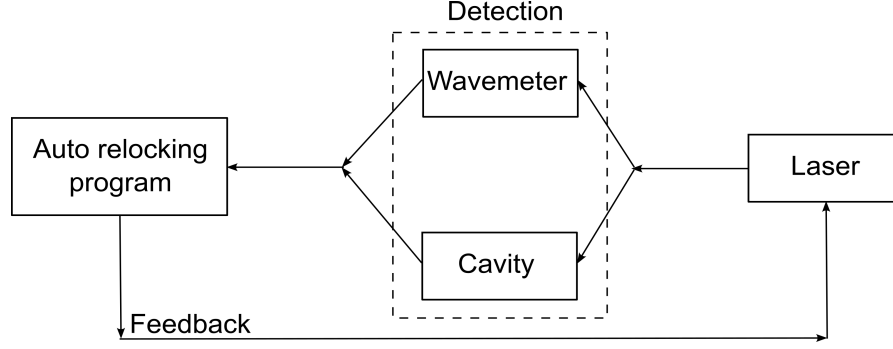 Detection
Wavemeter
Auto relocking
program
Laser
Cavity
Feedback